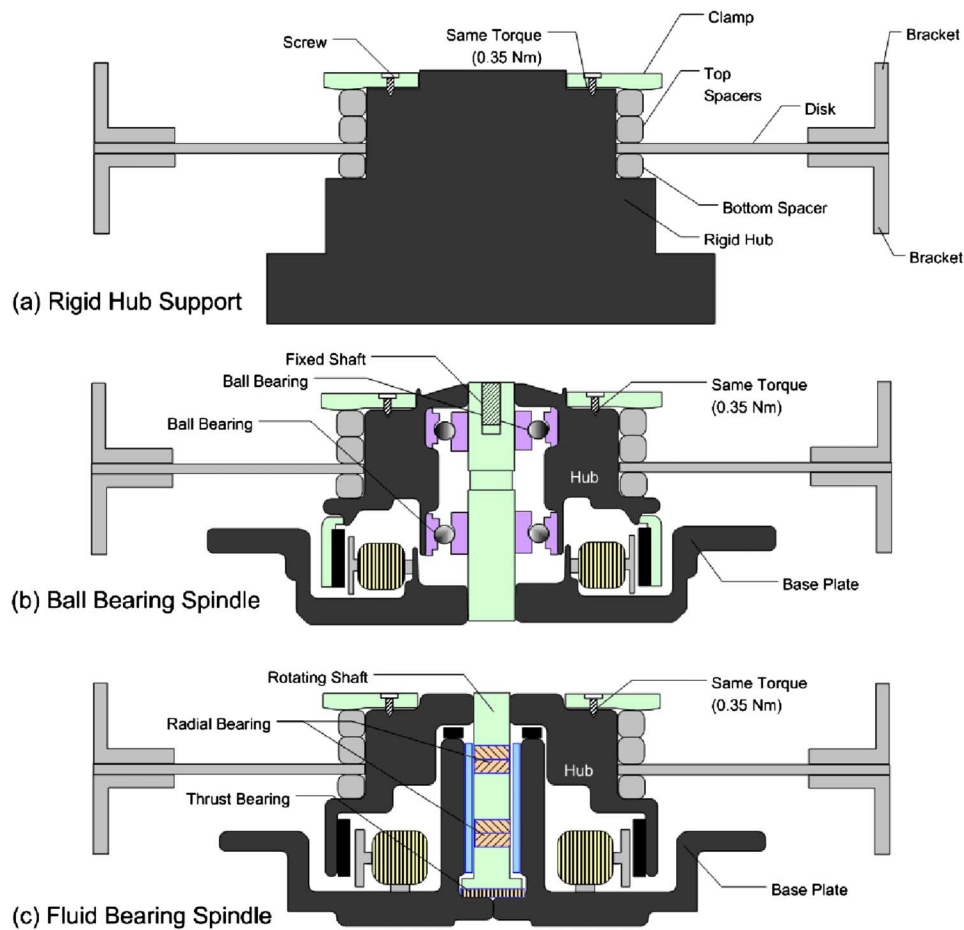 Clamp
Same Torque
(0.35 Nm)
Screw
Bracket
Top
Spacers
Disk
Bottom Spacer
Rigid Hub
Bracket
(a) Rigid Hub Support
Fixed Shaft
Ball Bearing
Ball Bearing
Same Torque
(0.35 Nm)
Hub
Base Plate
(b) Ball Bearing Spindle
Rotating Shaft
Radial Bearing
Thrust Bearing
Same Torque
(0.35 Nm)
Hub
Base Plate
(c) Fluid Bearing Spindle